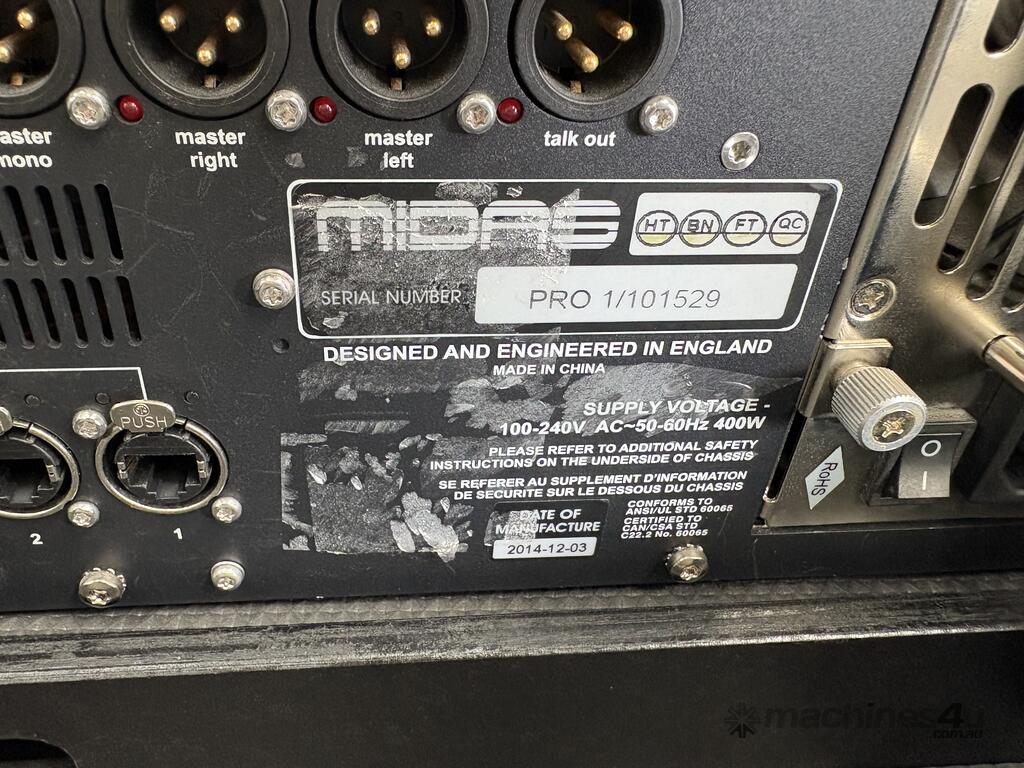 aster mono
master right
master left
talk out
MIDAS
HT BN FT QC
SERIAL NUMBER PRO 1/101529
DESIGNED AND ENGINEERED IN ENGLAND
MADE IN CHINA
SUPPLY VOLTAGE -
100-240V AC~50-60Hz 400W
PLEASE REFER TO ADDITIONAL SAFETY
INSTRUCTIONS ON THE UNDERSIDE OF CHASSIS
SE REFERER AU SUPPLEMENT D'INFORMATION
DE SECURITE SUR LE DESSOUS DU CHASSIS
DATE OF
MANUFACTURE
2014-12-03
CONFORMS TO
ANSI/UL STD 60065
CERTIFIED TO
CAN/CSA STD
C22.2 No. 60065
PUSH
2
1
RoHS
O
I
machines4u
.com.au